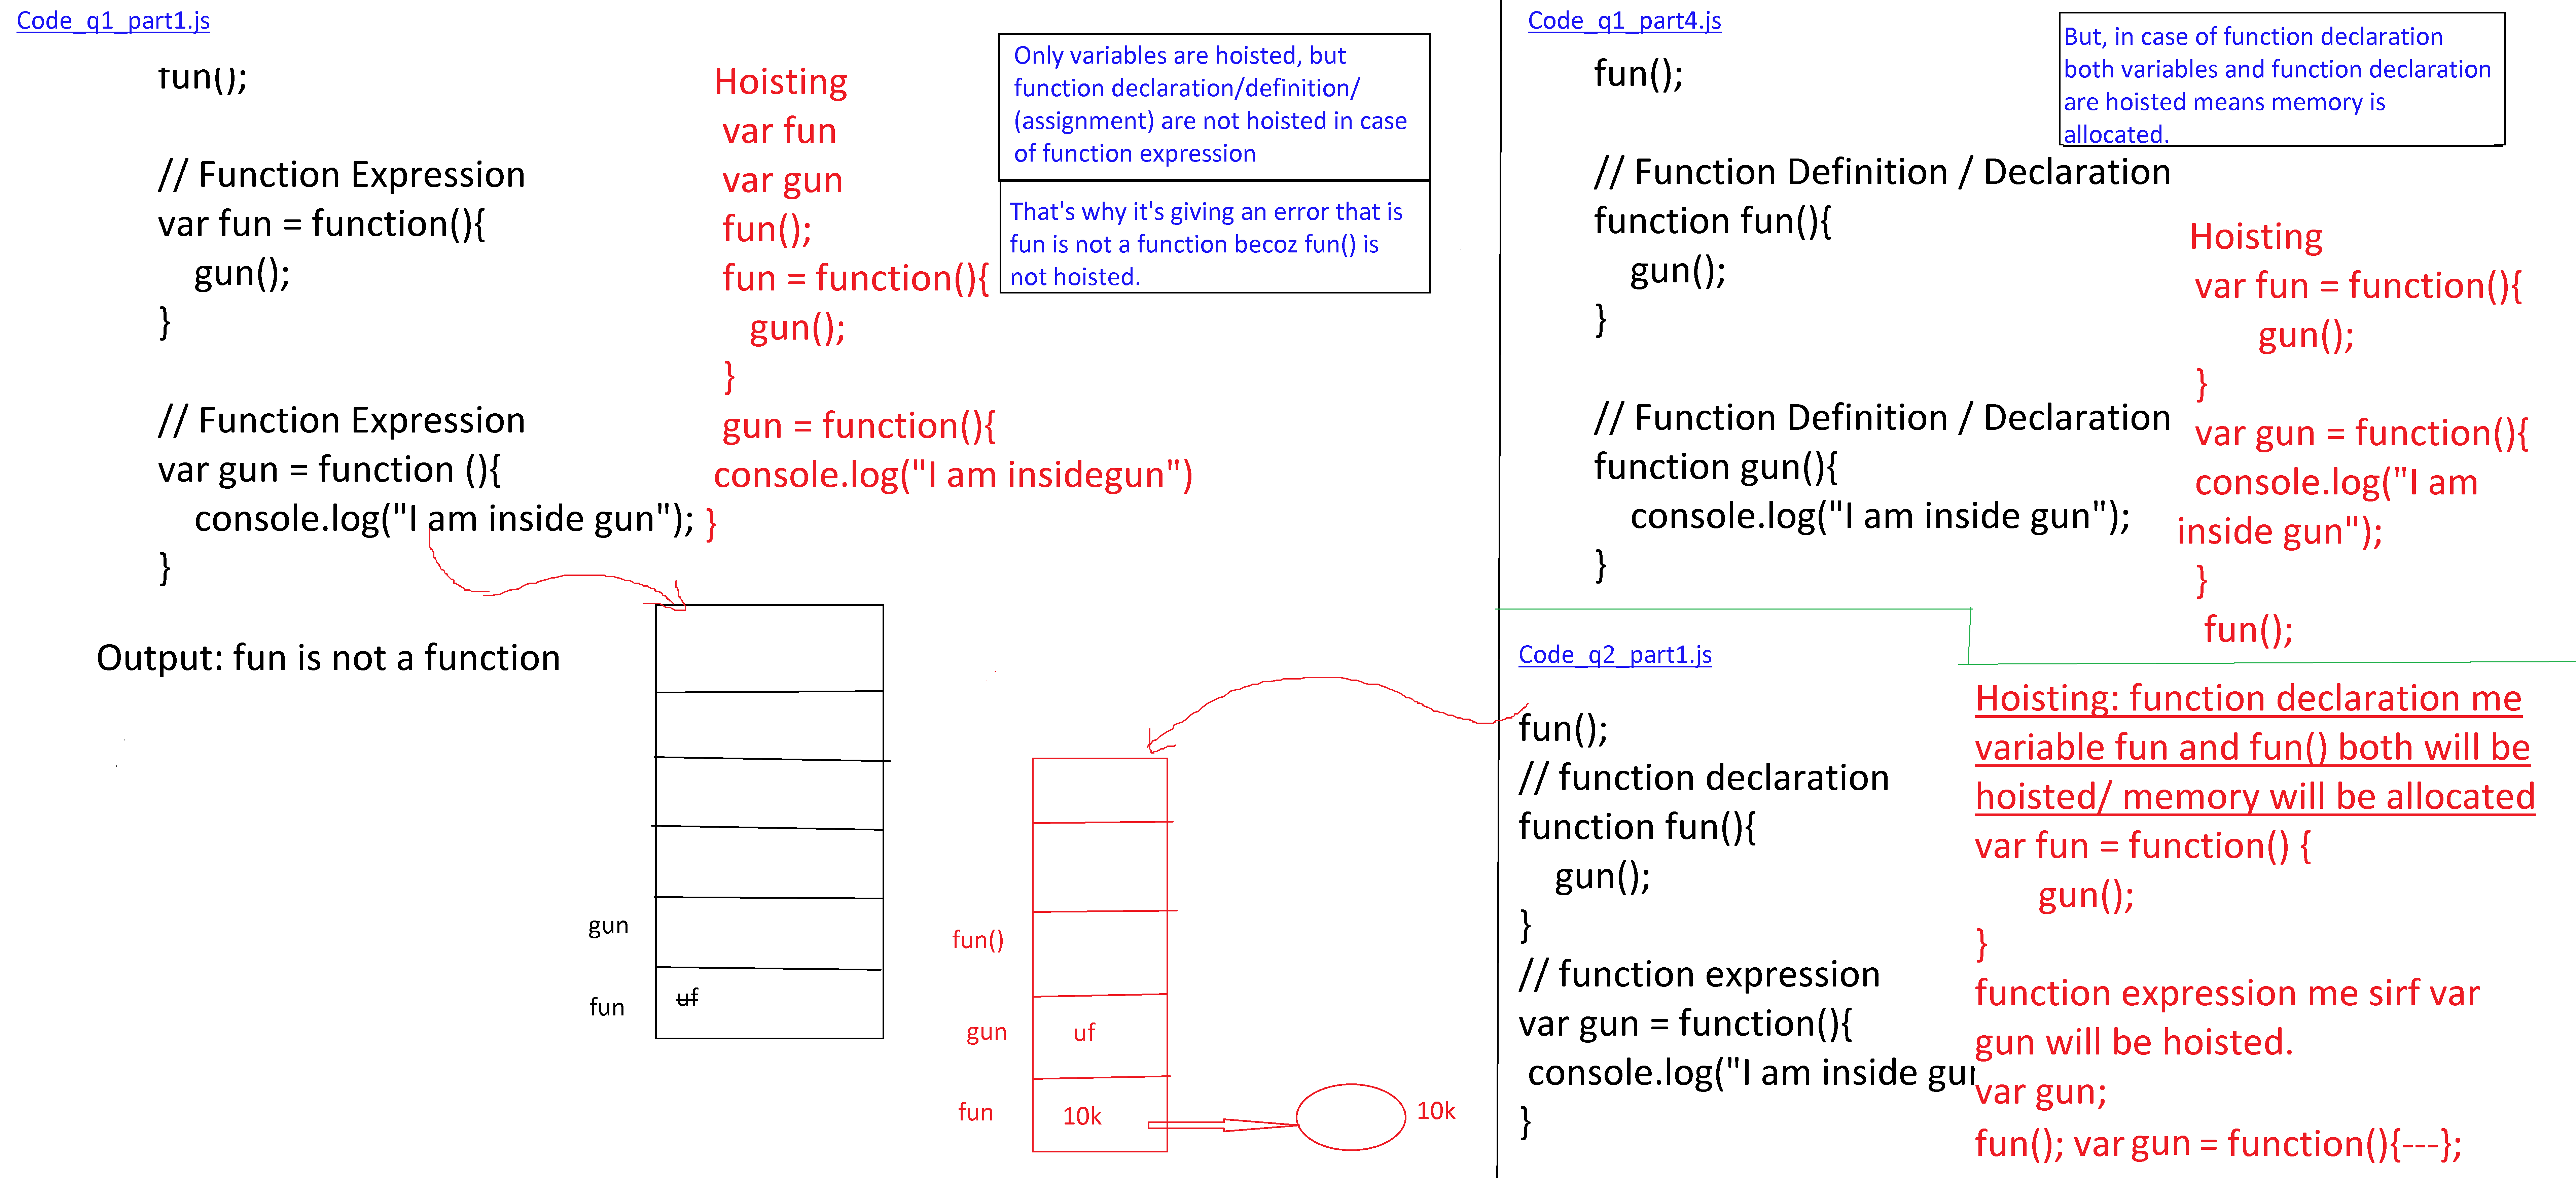 Code_q1_part1.js
fun();
// Function Expression
var fun = function(){
gun();
}
// Function Expression
var gun = function (){
console.log("I am inside gun");
}
Output: fun is not a function
Hoisting
var fun
var gun
fun();
fun = function(){
gun();
}
gun = function(){
console.log("I am insidegun")
}
Only variables are hoisted, but
function declaration/definition/
(assignment) are not hoisted in case
of function expression
That's why it's giving an error that is
fun is not a function becoz fun() is
not hoisted.
gun
fun
uf
fun()
gun
uf
fun
10k
10k
Code_q1_part4.js
fun();
// Function Definition / Declaration
function fun(){
gun();
}
// Function Definition / Declaration
function gun(){
console.log("I am inside gun");
}
But, in case of function declaration
both variables and function declaration
are hoisted means memory is
allocated.
Hoisting
var fun = function(){
gun();
}
var gun = function(){
console.log("I am
inside gun");
}
fun();
Code_q2_part1.js
fun();
// function declaration
function fun(){
gun();
}
// function expression
var gun = function(){
console.log("I am inside gun
}
Hoisting: function declaration me
variable fun and fun() both will be
hoisted/ memory will be allocated
var fun = function() {
gun();
}
function expression me sirf var
gun will be hoisted.
var gun;
fun(); var gun = function(){---};